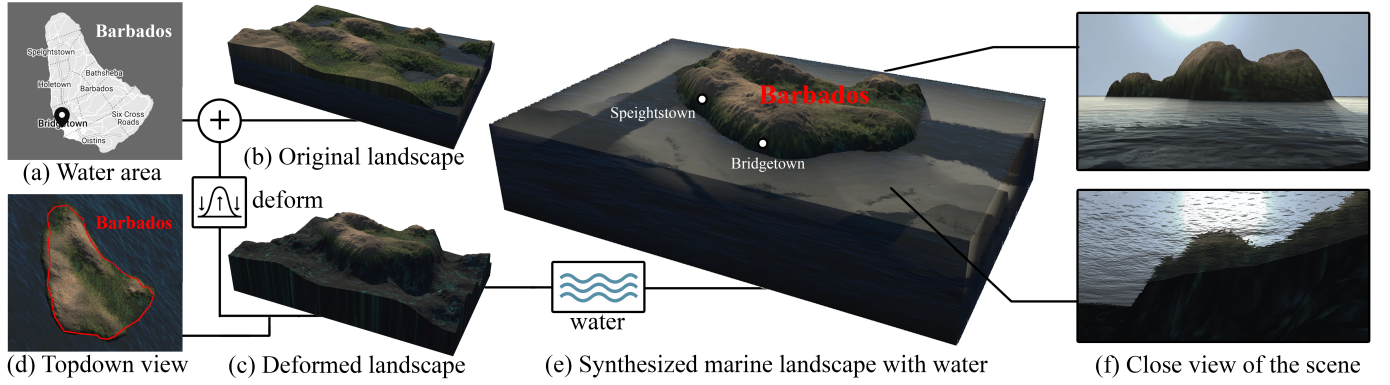 Barbados
Speightstown
Bathsheba
Holetown
Barbados
Six Cross
Roads
Bridgetown
Oistins
(a) Water area
(b) Original landscape
deform
Barbados
(d) Topdown view
(c) Deformed landscape
water
Barbados
Speightstown
Bridgetown
(e) Synthesized marine landscape with water
(f) Close view of the scene